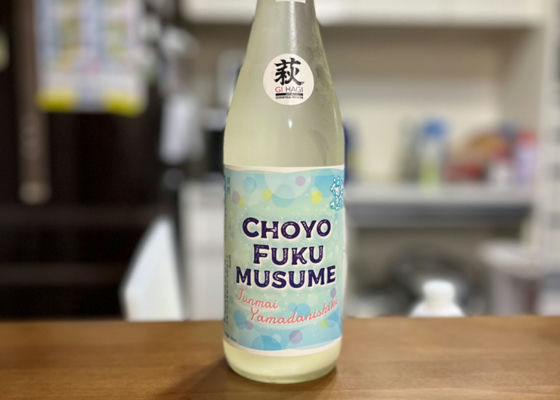 萩
GI HAGI
CHOYO
FUKU
MUSUME
Junmai
Yamadanishiki